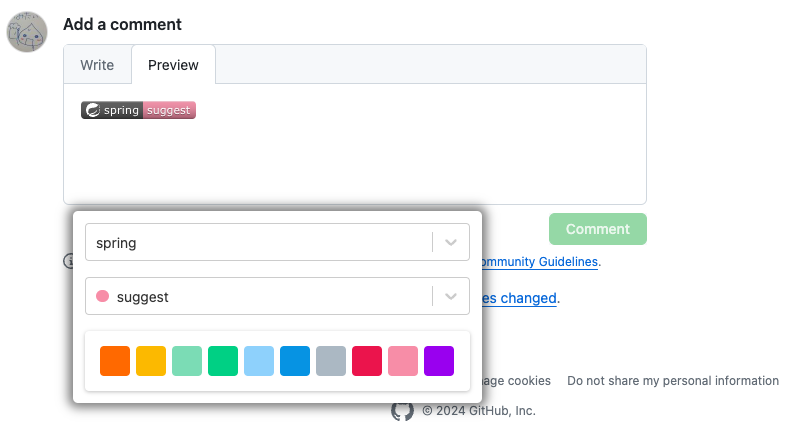 Add a comment
Write Preview
spring suggest
Comment
spring
ommunity Guidelines.
suggest
es changed.
age cookies Do not share my personal information
© 2024 GitHub, Inc.